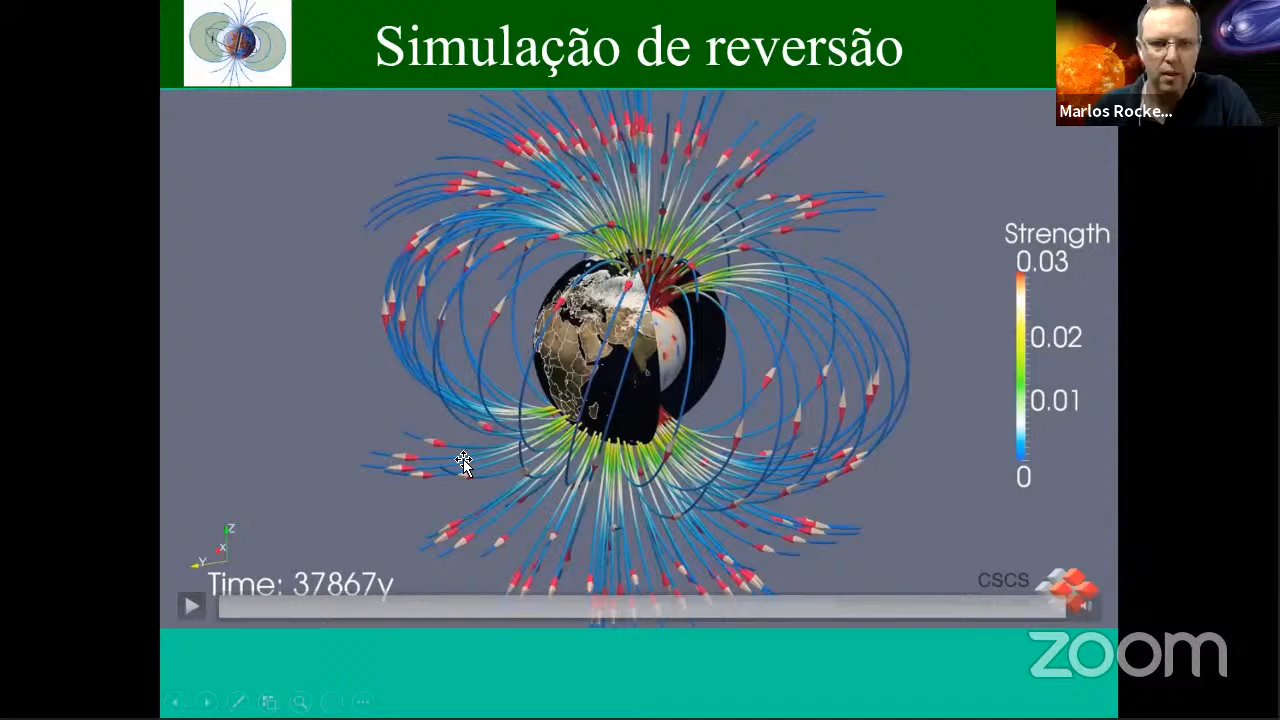 Simulação de reversão
Marlos Rocke...
Strength
0.03
0.02
0.01
0
Z
X
Y
Time: 37867y
CSCS
zoom